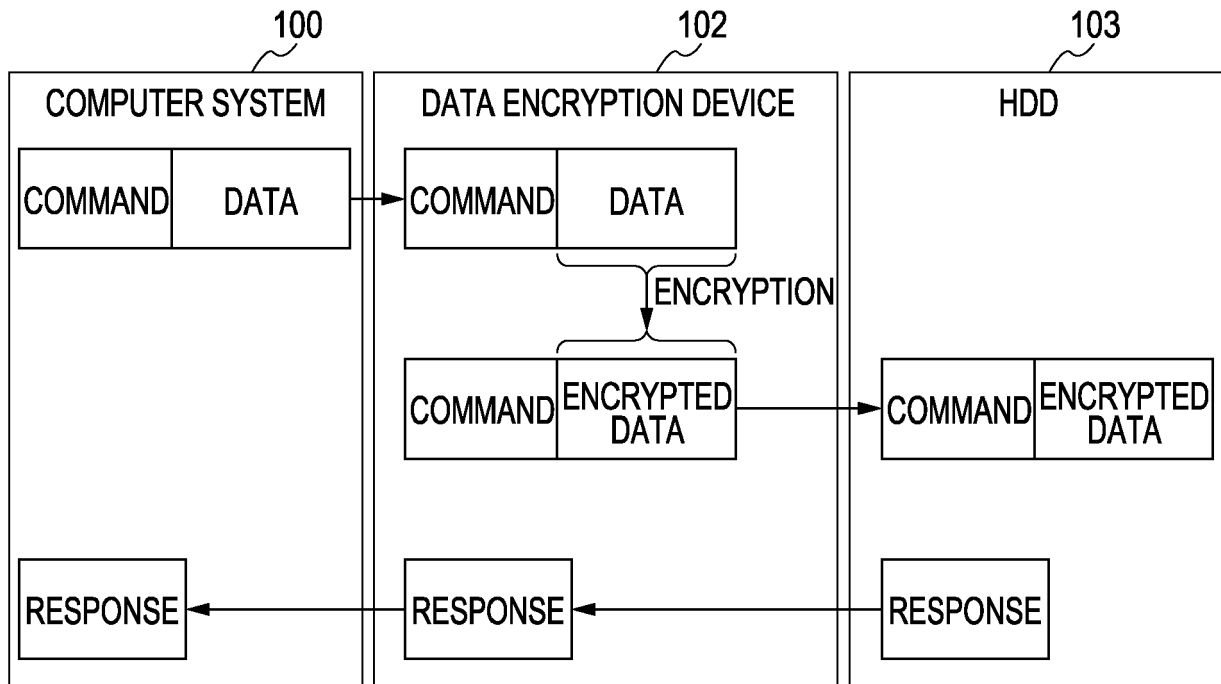 100
102
103
COMPUTER SYSTEM
DATA ENCRYPTION DEVICE
HDD
COMMAND
DATA
COMMAND
DATA
ENCRYPTION
COMMAND
ENCRYPTED
DATA
COMMAND
ENCRYPTED
DATA
RESPONSE
RESPONSE
RESPONSE